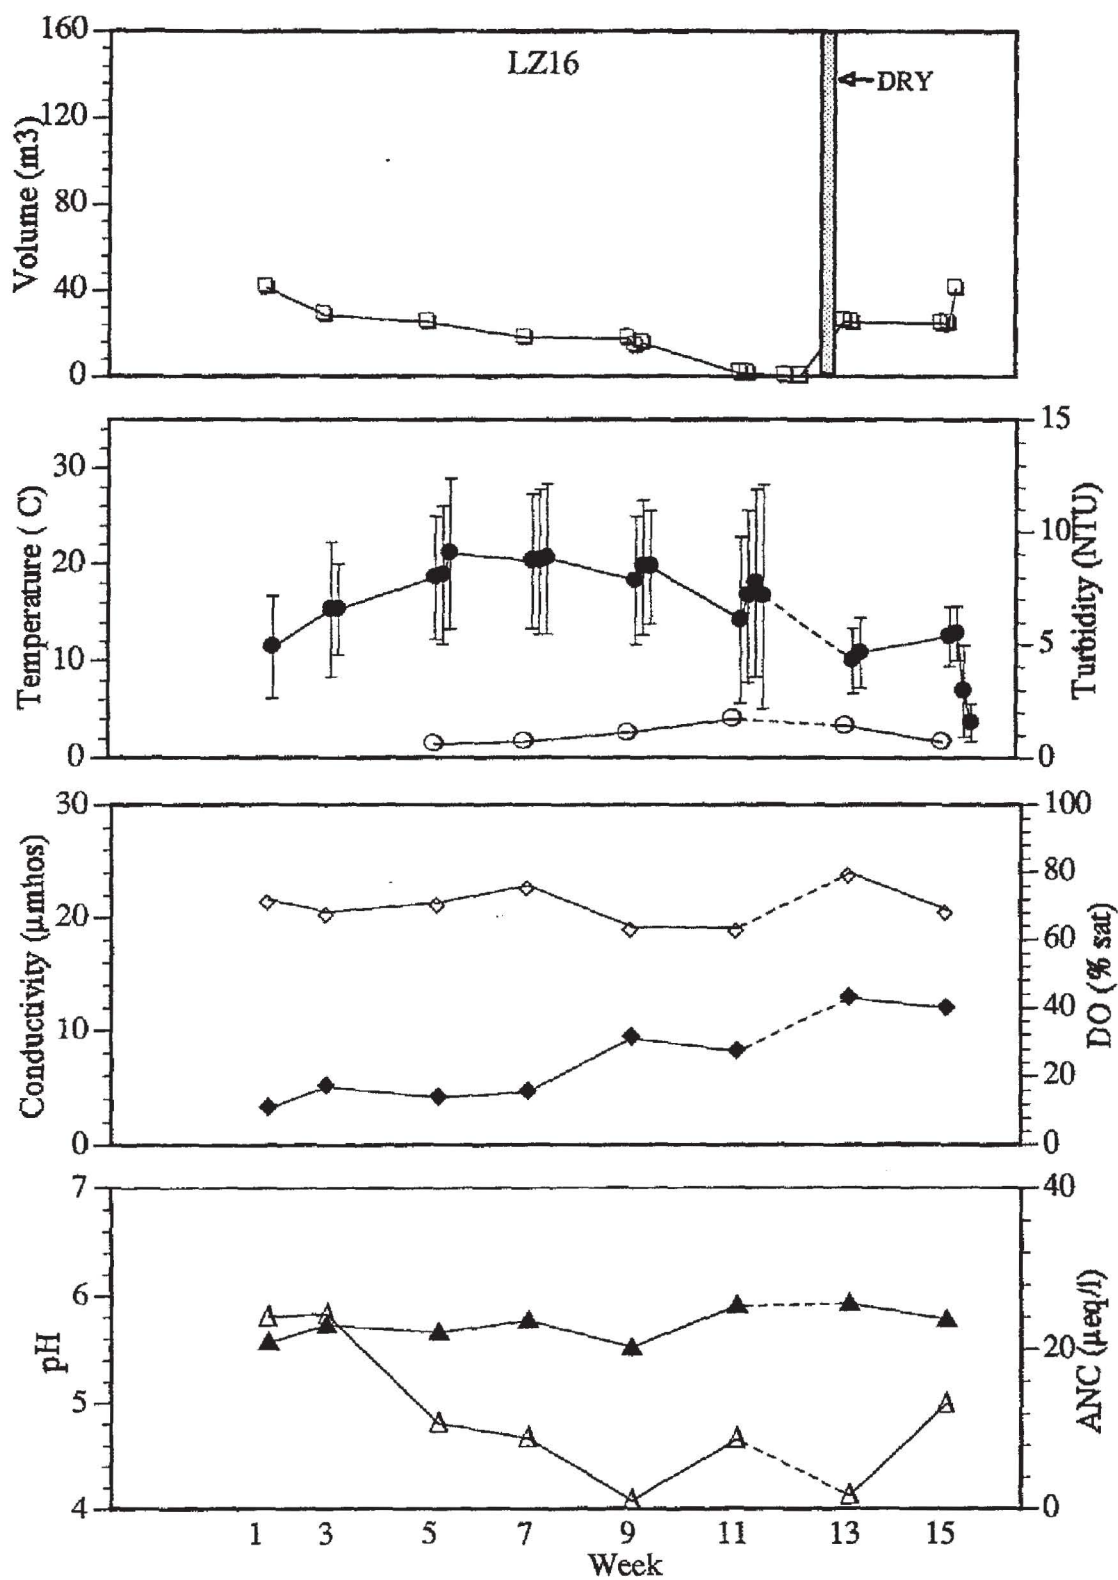 LZ16
DRY
Volume (m3)
160
120
80
40
0
Temperature ( C)
30
20
10
0
Turbidity (NTU)
15
10
5
0
Conductivity (µmhos)
30
20
10
0
DO (% sat)
100
80
60
40
20
0
pH
7
6
5
4
ANC (µeq/l)
40
20
0
1 3 5 7 9 11 13 15
Week